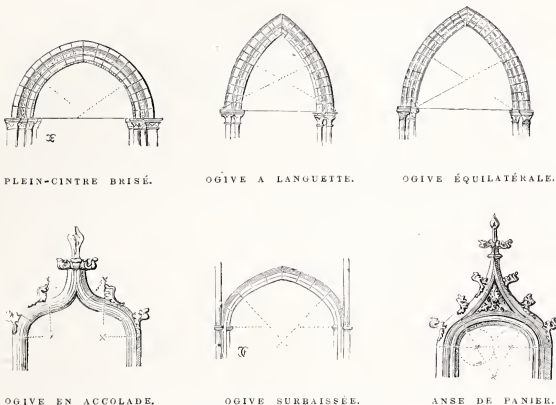 PLEIN-CINTRE BRISÉ.
OGIVE A LANGUETTE.
OGIVE ÉQUILATÉRALE.
OGIVE EN ACCOLADE.
OGIVE SURBAISSÉE.
ANSE DE PANIER.